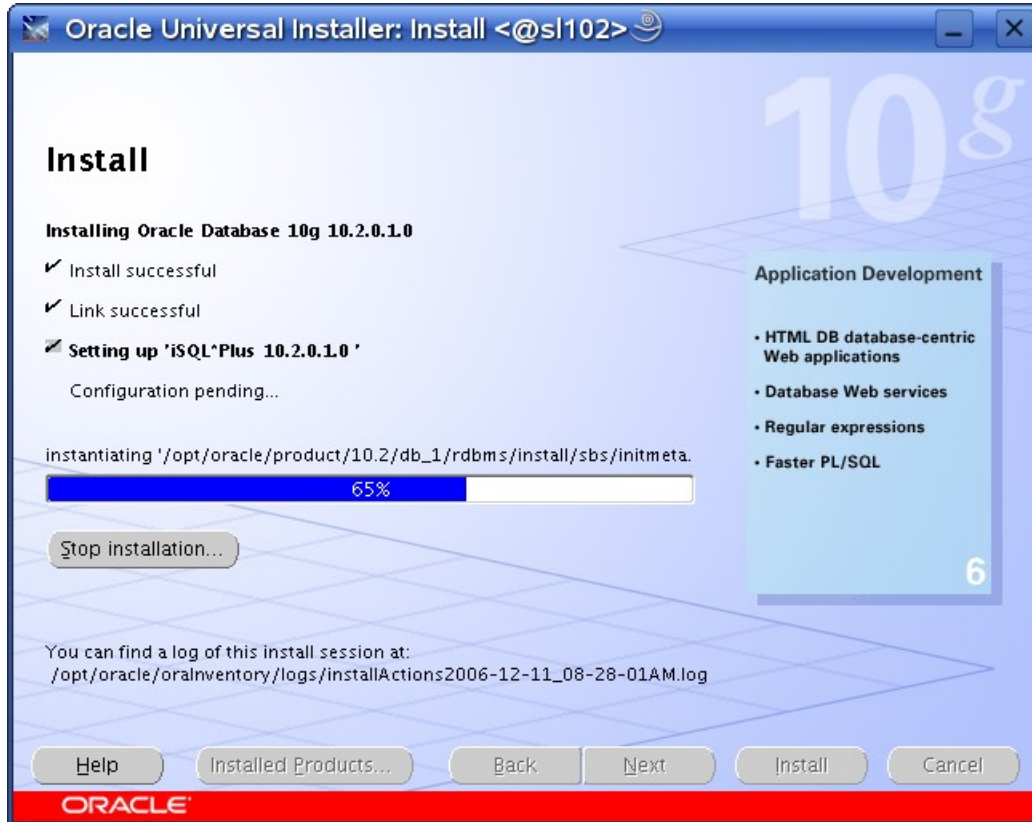 Oracle Universal Installer: Install <@sl102>
10g
Install
Installing Oracle Database 10g 10.2.0.1.0
Install successful
Link successful
Setting up 'iSQL*Plus 10.2.0.1.0 '
Configuration pending...
instantiating '/opt/oracle/product/10.2/db_1/rdbms/install/sbs/initmeta.
65%
Stop installation...
Application Development
• HTML DB database-centric
Web applications
• Database Web services
• Regular expressions
• Faster PL/SQL
6
You can find a log of this install session at:
/opt/oracle/oraInventory/logs/installActions2006-12-11_08-28-01AM.log
Help Installed Products... Back Next Install Cancel
ORACLE